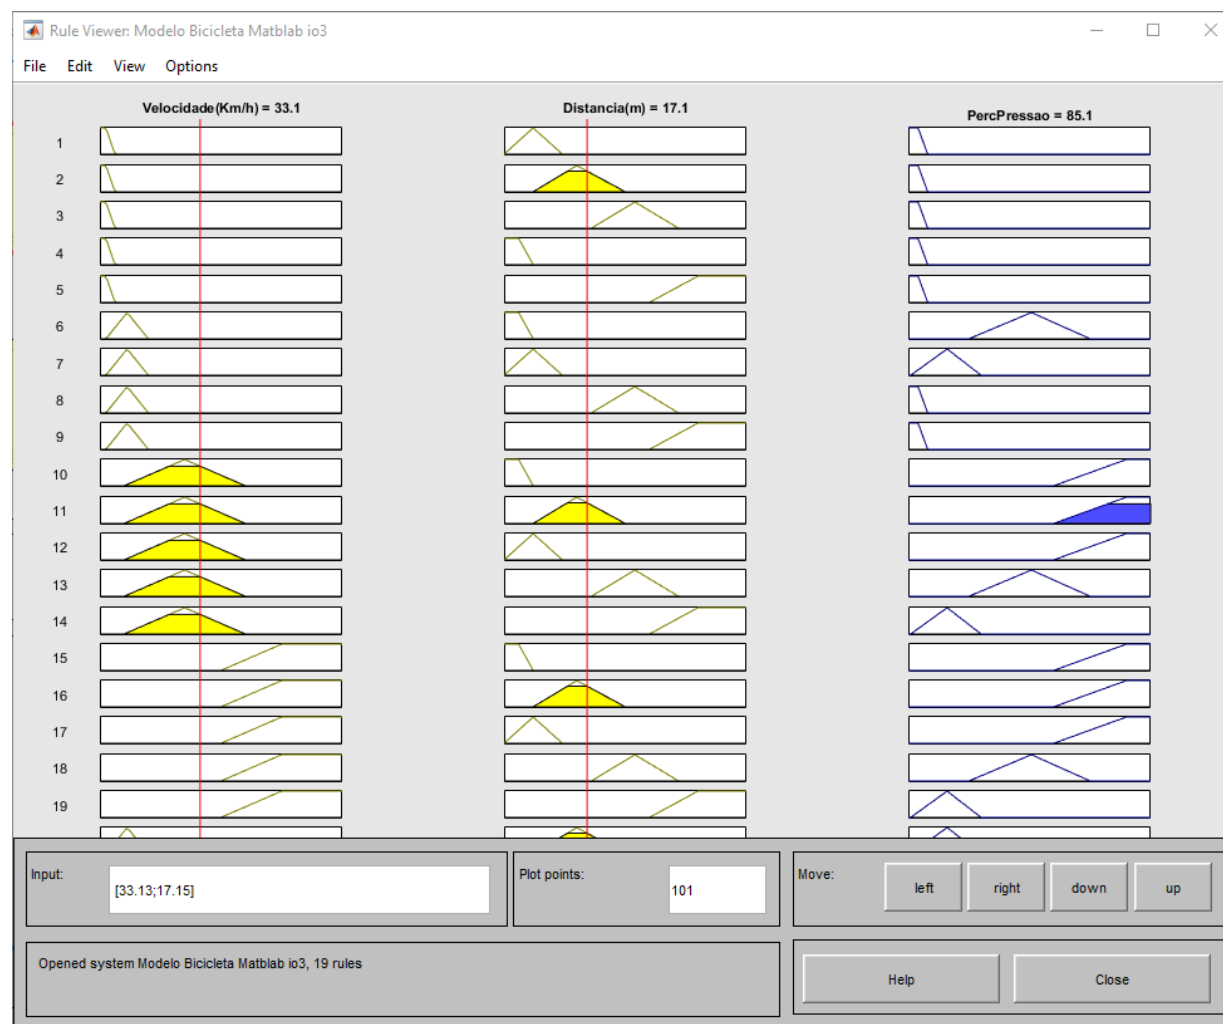 Rule Viewer: Modelo Bicicleta Matblab io3
File Edit View Options
Velocidade(Km/h) = 33.1
Distancia(m) = 17.1
PercPressao = 85.1
1
2
3
4
5
6
7
8
9
10
11
12
13
14
15
16
17
18
19
Input:
[33.13;17.15]
Plot points:
101
Move:
left
right
down
up
Opened system Modelo Bicicleta Matblab io3, 19 rules
Help
Close